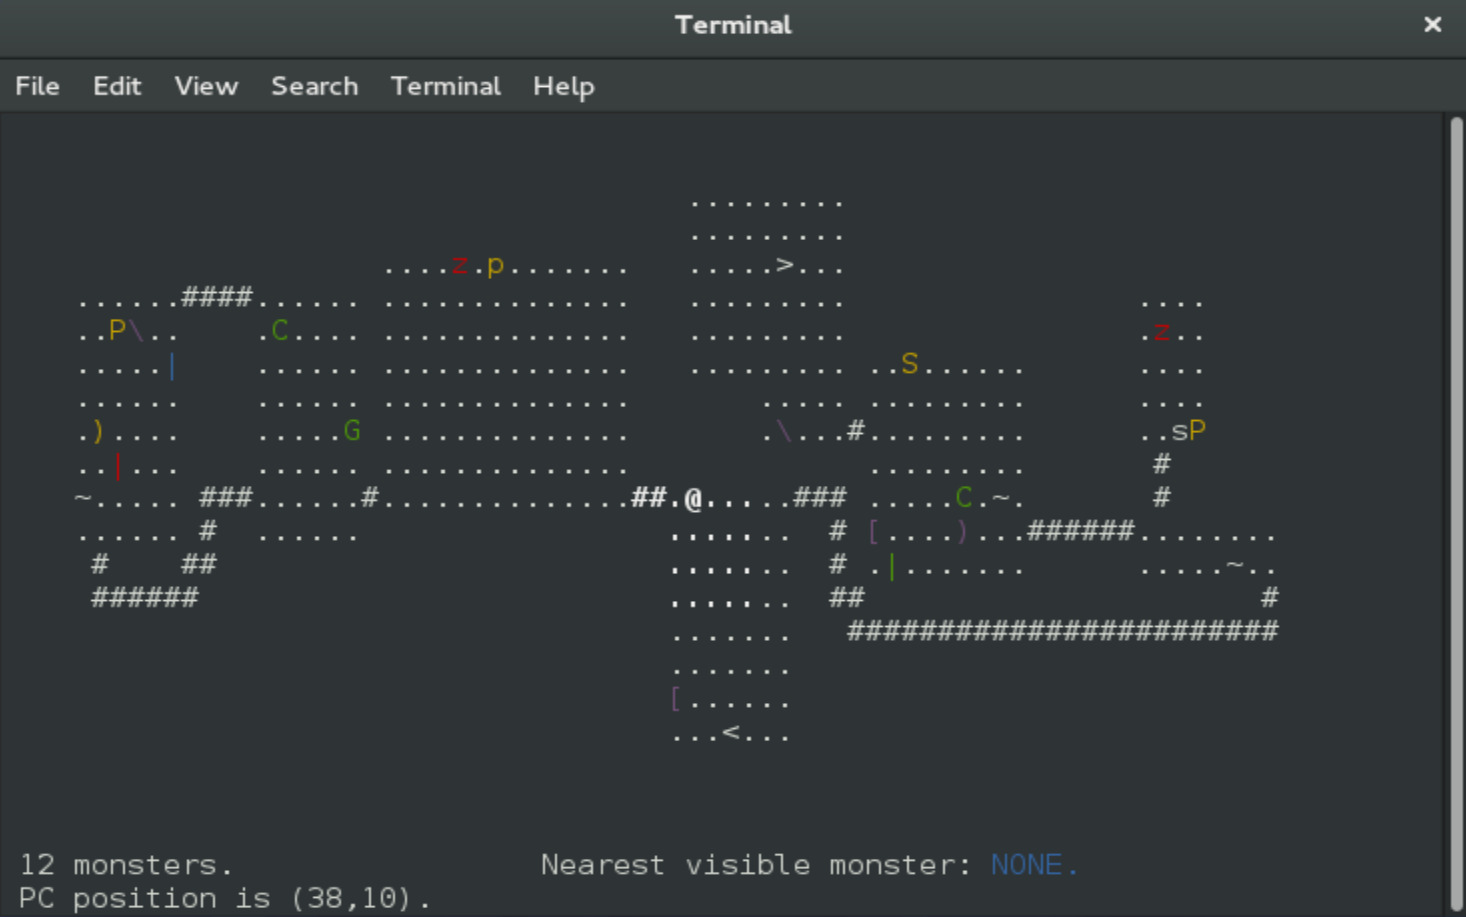 Terminal ×
File Edit View Search Terminal Help
                                      .........
                                      .........
                     ....z.p.......   .....>...
    ......####...... ..............   .........                 ....
    ..P\..    .C.... ..............   .........                 .z..
    .....|    ...... ..............   ......... ..S......       ....
    ......    ...... ..............       ..... .........       ....
    .)....    .....G ..............       .\...#.........       ..sP
    ..|...    ...... ..............             .........        #
    ~..... ###......#..............##.@.....### .....C.~.        #
    ...... #  ......                 .......  # [....)...######........
     #    ##                         .......  # .|.......       .....~..
     ######                          .......  ##                       #
                                     .......   ########################
                                     .......
                                     [......
                                     ...<...
12 monsters. Nearest visible monster: NONE.
PC position is (38,10).